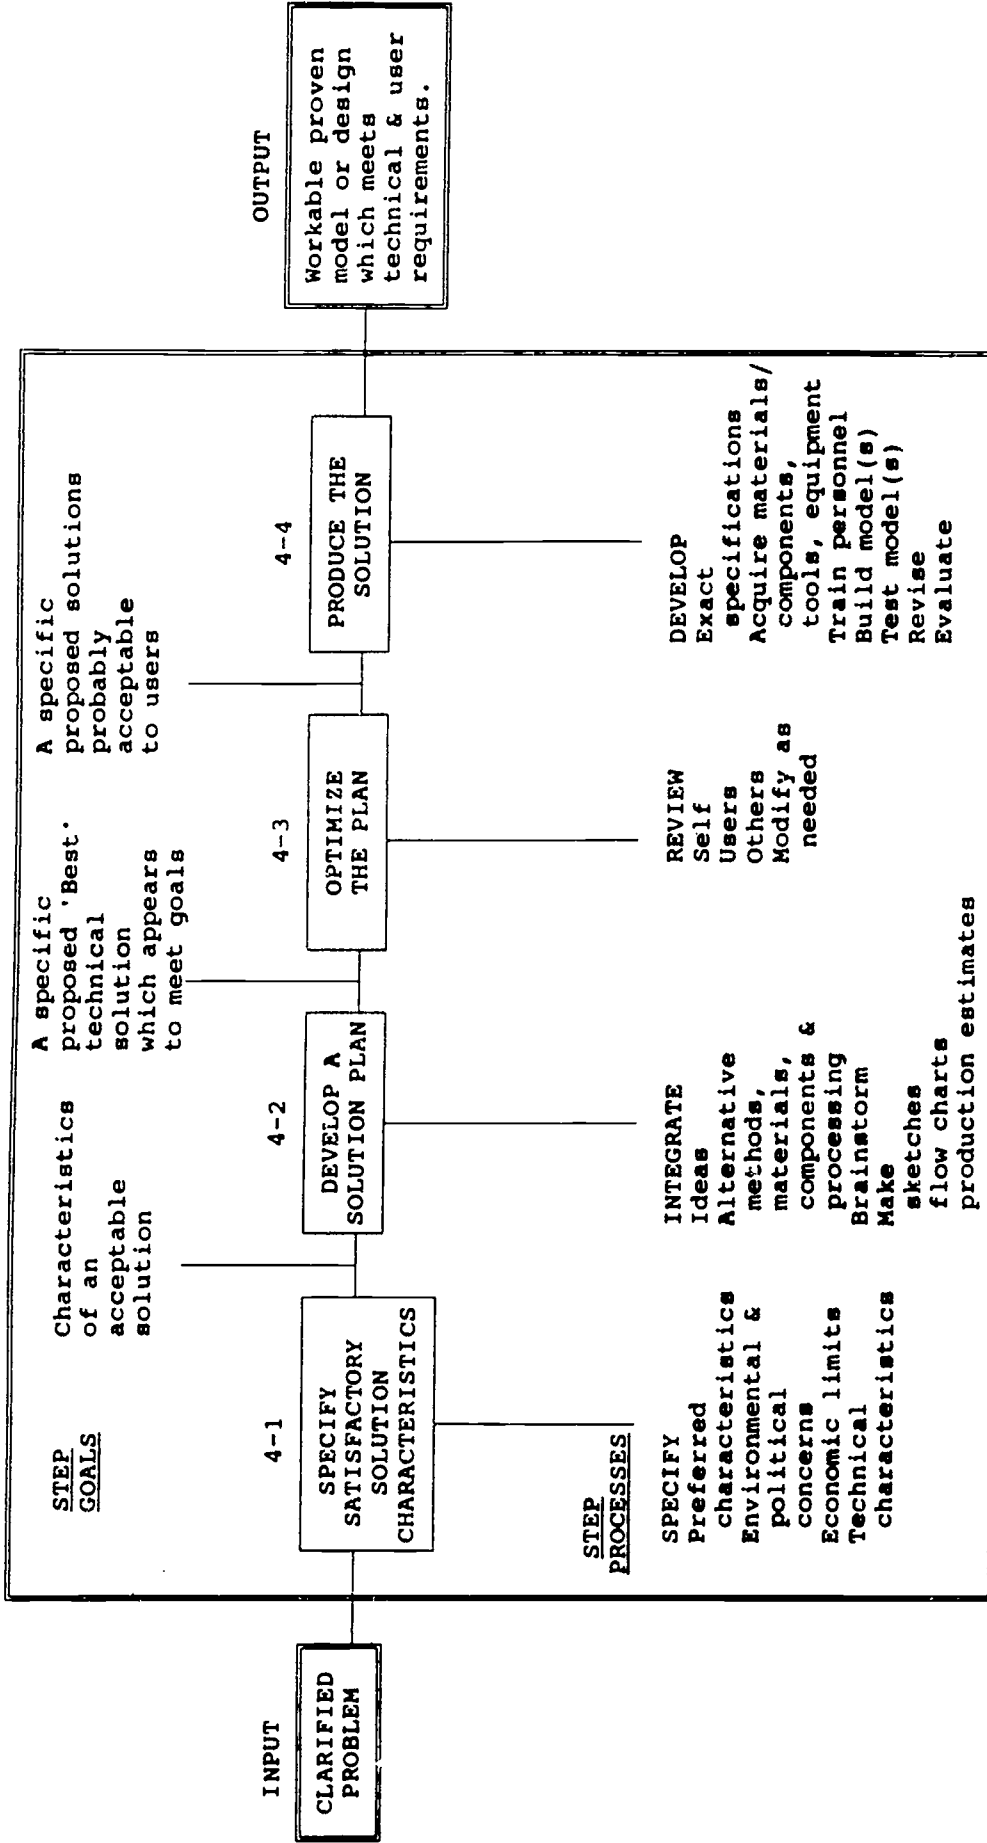 INPUT
CLARIFIED
PROBLEM
STEP
GOALS
Characteristics
of an
acceptable
solution
A specific
proposed 'Best'
technical
solution
which appears
to meet goals
A specific
proposed solutions
probably
acceptable
to users
4-1
SPECIFY
SATISFACTORY
SOLUTION
CHARACTERISTICS
4-2
DEVELOP A
SOLUTION PLAN
4-3
OPTIMIZE
THE PLAN
4-4
PRODUCE THE
SOLUTION
STEP
PROCESSES
SPECIFY
Preferred
characteristics
Environmental &
political
concerns
Economic limits
Technical
characteristics
INTEGRATE
Ideas
Alternative
methods,
materials,
components &
processing
Brainstorm
Make
sketches
flow charts
production estimates
REVIEW
Self
Users
Others
Modify as
needed
DEVELOP
Exact
specifications
Acquire materials/
components,
tools, equipment
Train personnel
Build model(s)
Test model(s)
Revise
Evaluate
OUTPUT
Workable proven
model or design
which meets
technical & user
requirements.